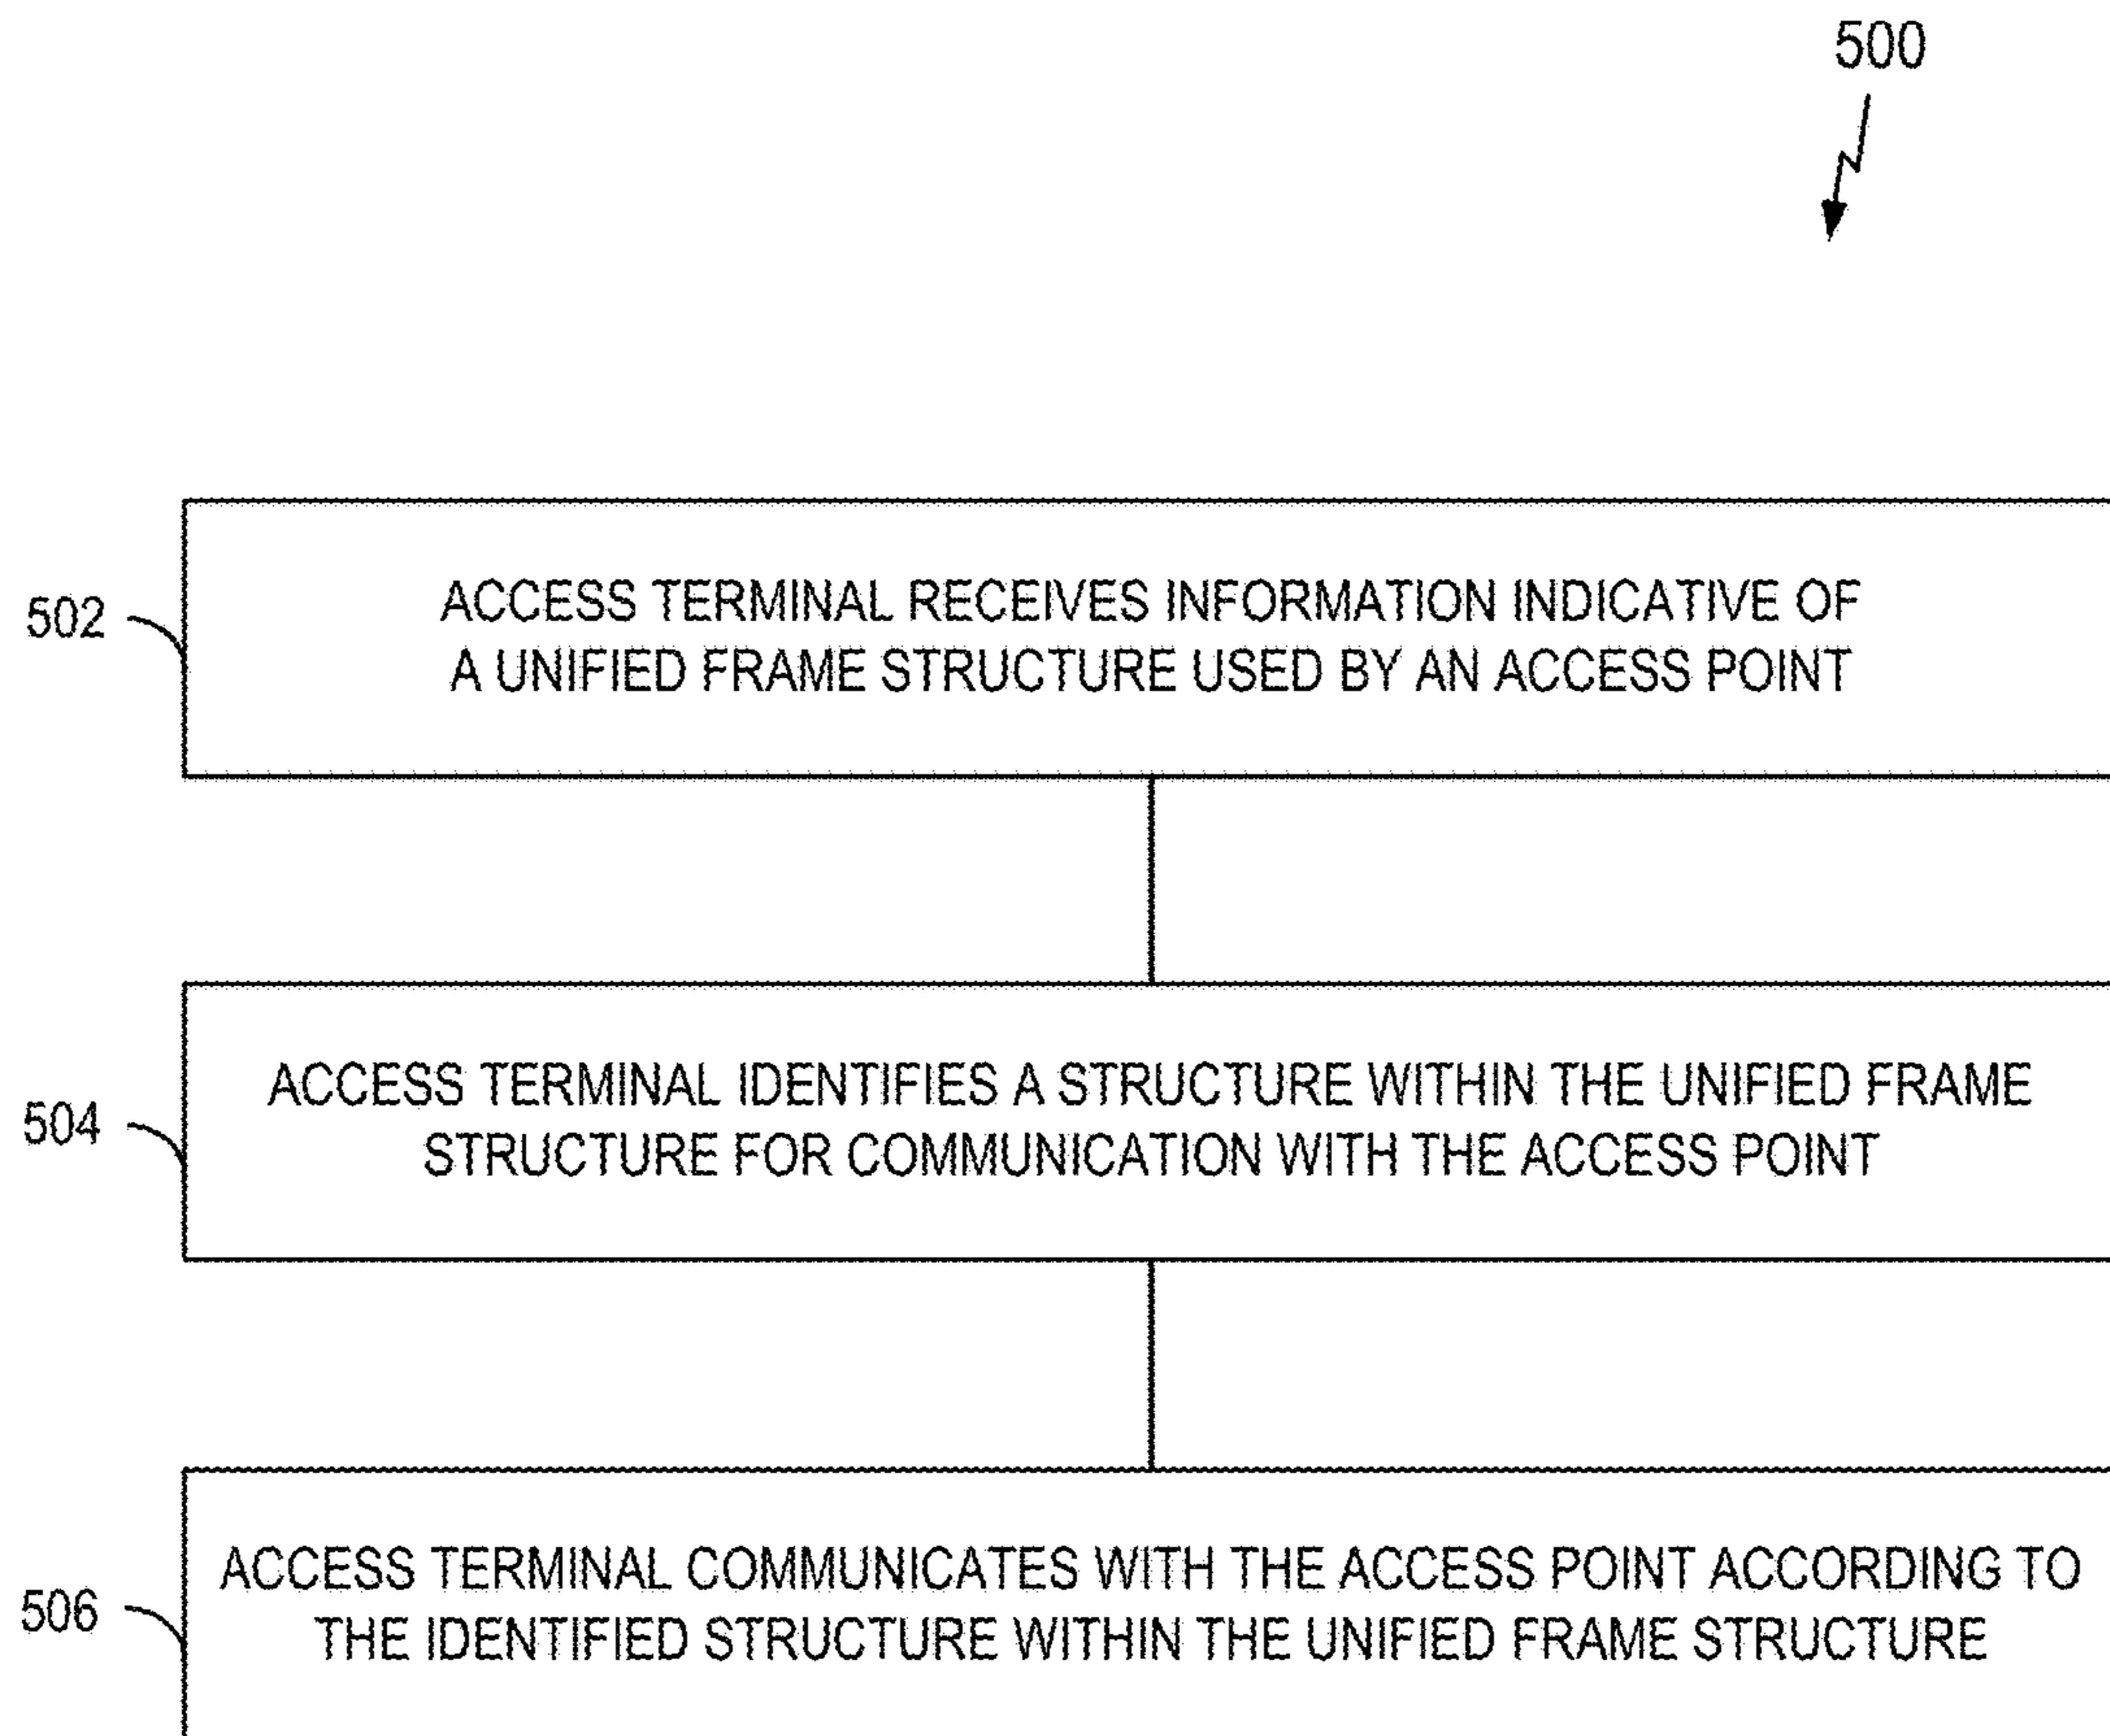 500
502
ACCESS TERMINAL RECEIVES INFORMATION INDICATIVE OF
A UNIFIED FRAME STRUCTURE USED BY AN ACCESS POINT
504
ACCESS TERMINAL IDENTIFIES A STRUCTURE WITHIN THE UNIFIED FRAME
STRUCTURE FOR COMMUNICATION WITH THE ACCESS POINT
506
ACCESS TERMINAL COMMUNICATES WITH THE ACCESS POINT ACCORDING TO
THE IDENTIFIED STRUCTURE WITHIN THE UNIFIED FRAME STRUCTURE